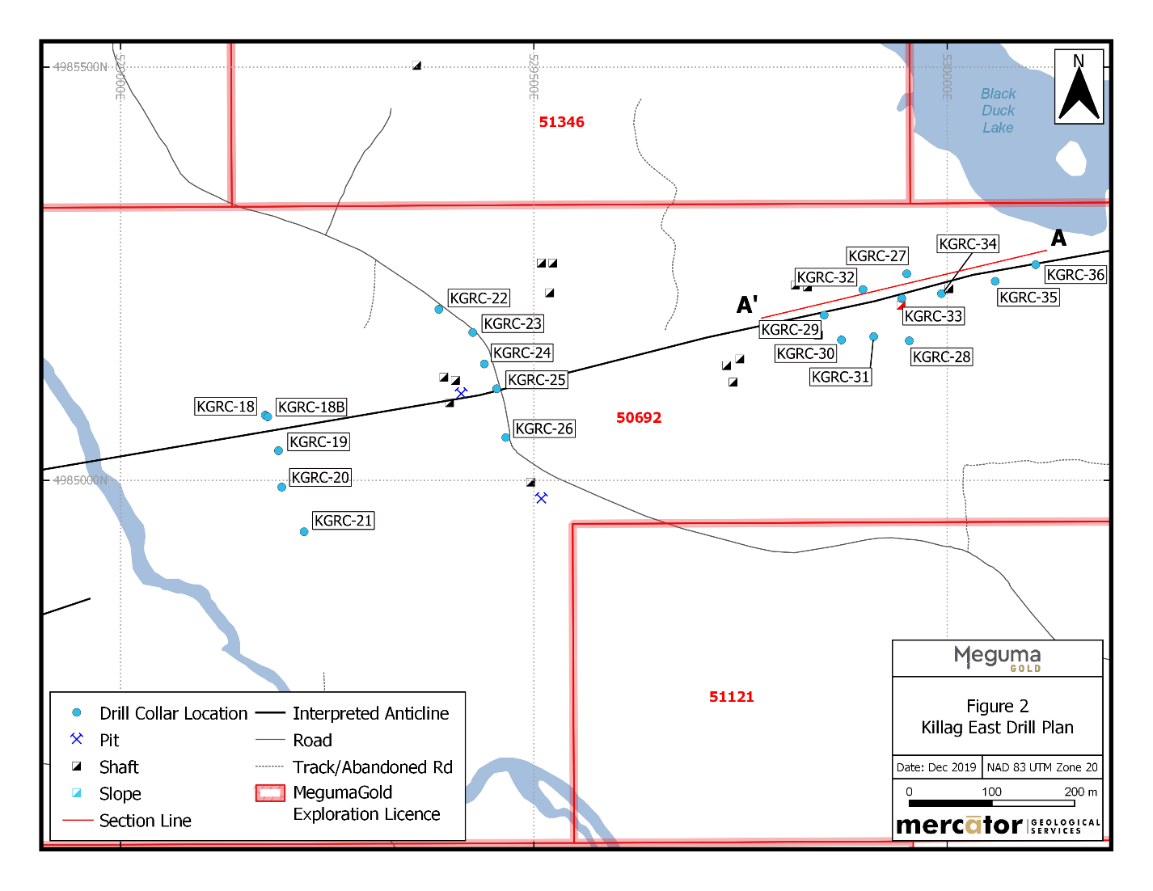 4985500N
529000E
529500E
530000E
N
Black
Duck
Lake
51346
A
KGRC-34
KGRC-27
KGRC-32
KGRC-36
KGRC-35
A'
KGRC-22
KGRC-23
KGRC-33
KGRC-29
KGRC-24
KGRC-30
KGRC-28
KGRC-31
KGRC-25
KGRC-18
KGRC-18B
50692
KGRC-26
KGRC-19
4985000N
KGRC-20
KGRC-21
51121
Drill Collar Location
Pit
Shaft
Slope
Section Line
Interpreted Anticline
Road
Track/Abandoned Rd
MegumaGold
Exploration Licence
Meguma
GOLD
Figure 2
Killag East Drill Plan
Date: Dec 2019
NAD 83 UTM Zone 20
0 100 200 m
mercator GEOLOGICAL
SERVICES